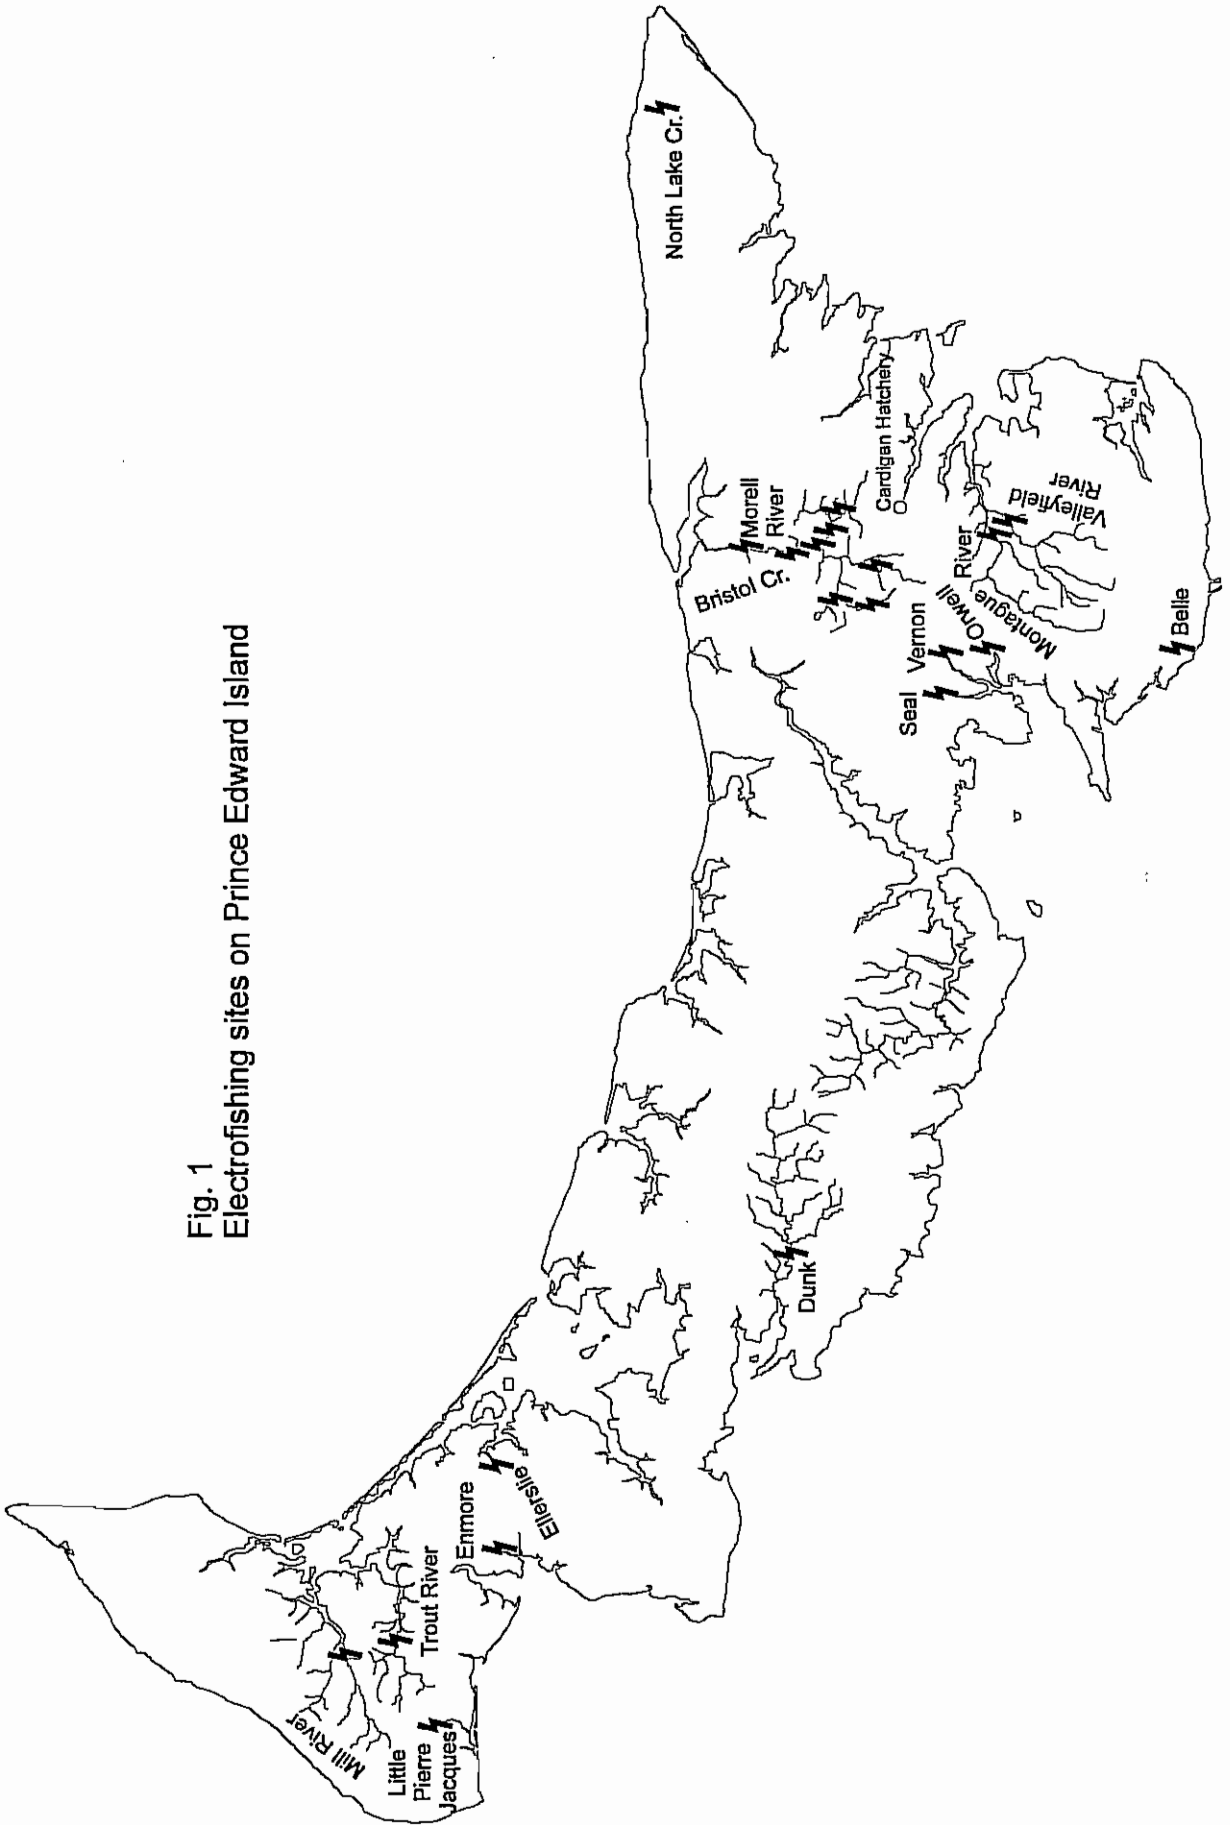 Fig. 1
Electrofishing sites on Prince Edward Island
Mill River
Little
Pierre
Jacques
Trout River
Enmore
Ellerslie
Dunk
Bristol Cr.
Morell
River
North Lake Cr.
Cardigan Hatchery
Seal
Vernon
Orwell
River
Montague
Valleyfield
River
Belle